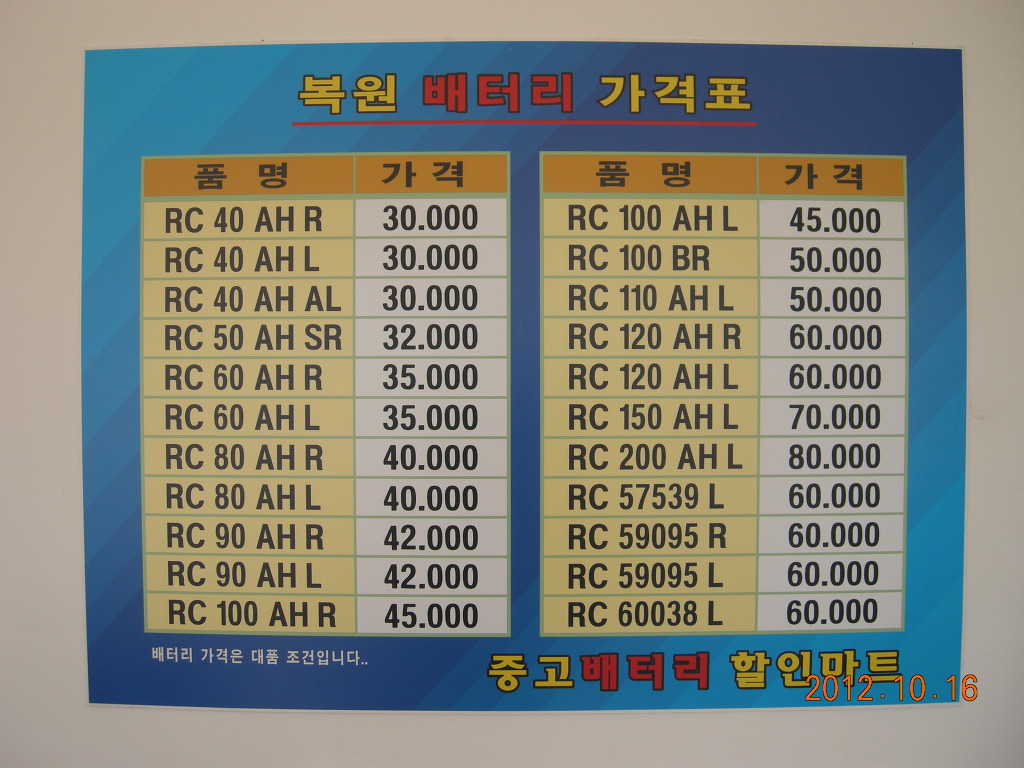 복원 배터리 가격표
품 명 가 격
RC 40 AH R 30.000
RC 40 AH L 30.000
RC 40 AH AL 30.000
RC 50 AH SR 32.000
RC 60 AH R 35.000
RC 60 AH L 35.000
RC 80 AH R 40.000
RC 80 AH L 40.000
RC 90 AH R 42.000
RC 90 AH L 42.000
RC 100 AH R 45.000
품 명 가 격
RC 100 AH L 45.000
RC 100 BR 50.000
RC 110 AH L 50.000
RC 120 AH R 60.000
RC 120 AH L 60.000
RC 150 AH L 70.000
RC 200 AH L 80.000
RC 57539 L 60.000
RC 59095 R 60.000
RC 59095 L 60.000
RC 60038 L 60.000
배터리 가격은 대품 조건입니다..
중고배터리 할인마트
2012.10.16